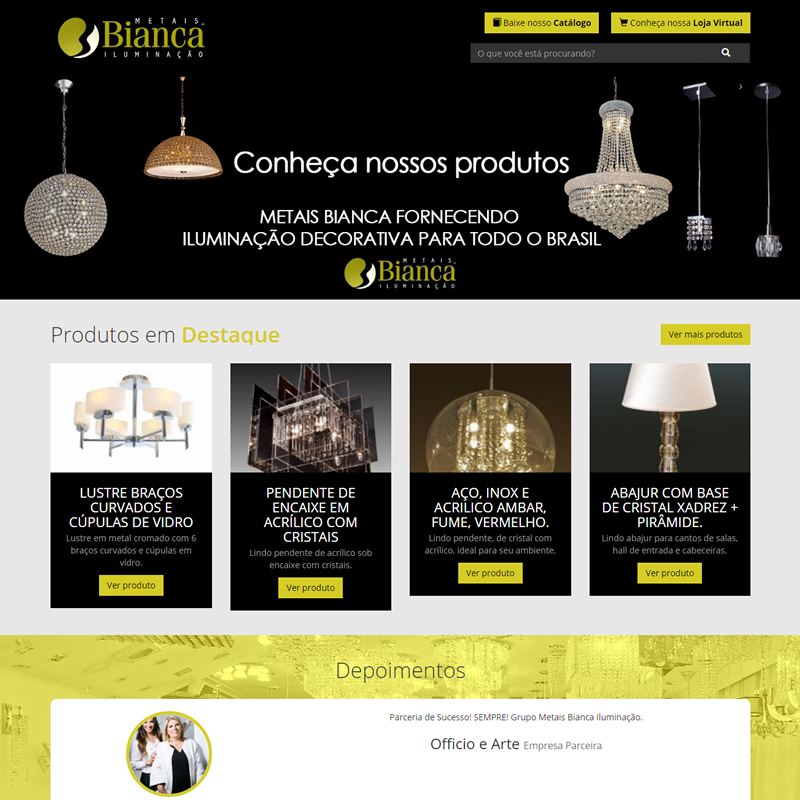 METAIS
Bianca
ILUMINAÇÃO
Baixe nosso Catálogo
Conheça nossa Loja Virtual
O que você está procurando?
Conheça nossos produtos
METAIS BIANCA FORNECENDO
ILUMINAÇÃO DECORATIVA PARA TODO O BRASIL
METAIS
Bianca
ILUMINAÇÃO
Produtos em Destaque
Ver mais produtos
LUSTRE BRAÇOS
CURVADOS E
CÚPULAS DE VIDRO
Lustre em metal cromado com 6
braços curvados e cúpulas em
vidro.
Ver produto
PENDENTE DE
ENCAIXE EM
ACRÍLICO COM
CRISTAIS
Lindo pendente de acrílico sob
encaixe com cristais.
Ver produto
AÇO, INOX E
ACRILICO AMBAR,
FUME, VERMELHO.
Lindo pendente, de cristal com
acrílico, ideal para seu ambiente.
Ver produto
ABAJUR COM BASE
DE CRISTAL XADREZ +
PIRÂMIDE.
Lindo abajur para cantos de salas,
hall de entrada e cabeceiras.
Ver produto
Depoimentos
Parceria de Sucesso! SEMPRE! Grupo Metais Bianca Iluminação.
Officio e Arte Empresa Parceira